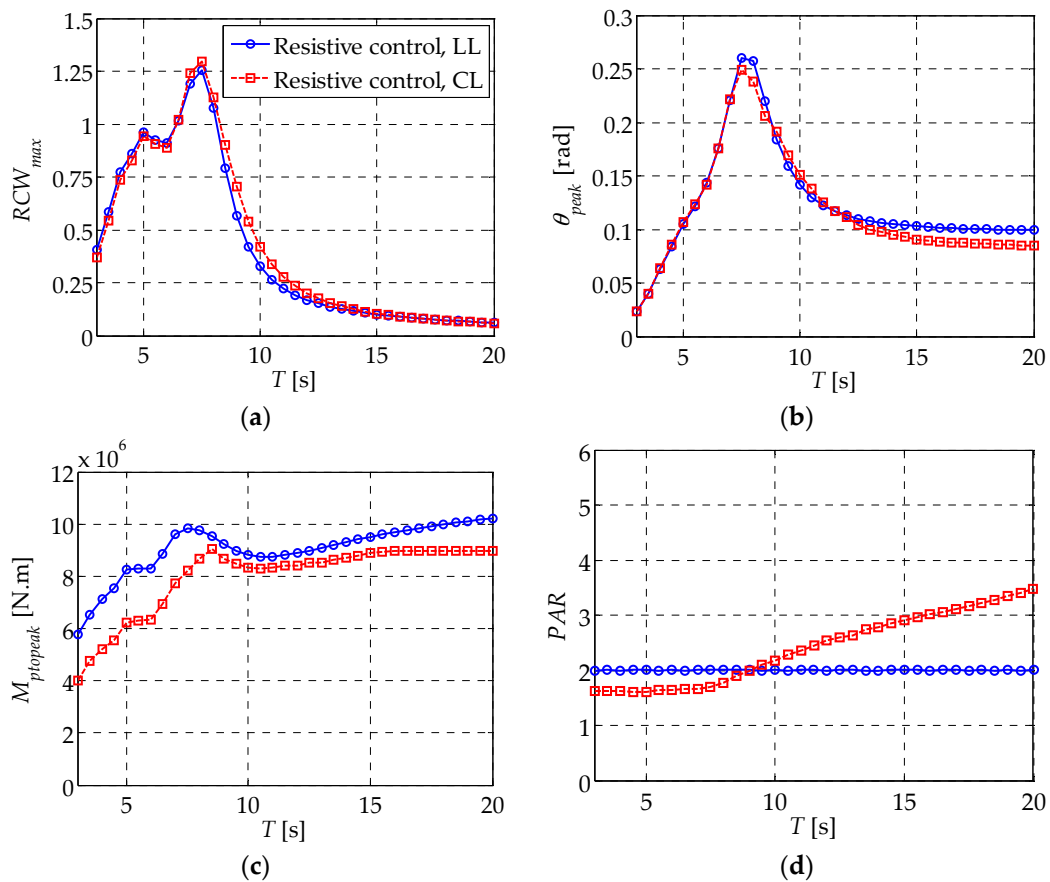 1.5
1.25
1
0.75
0.5
0.25
0
5 10 15 20
RCW_max
T [s]
Resistive control, LL
Resistive control, CL
(a)
0.3
0.25
0.2
0.15
0.1
0.05
0
5 10 15 20
θ_peak [rad]
T [s]
(b)
x 10^6
12
10
8
6
4
2
0
5 10 15 20
M_ptopeak [N.m]
T [s]
(c)
6
5
4
3
2
1
0
5 10 15 20
PAR
T [s]
(d)